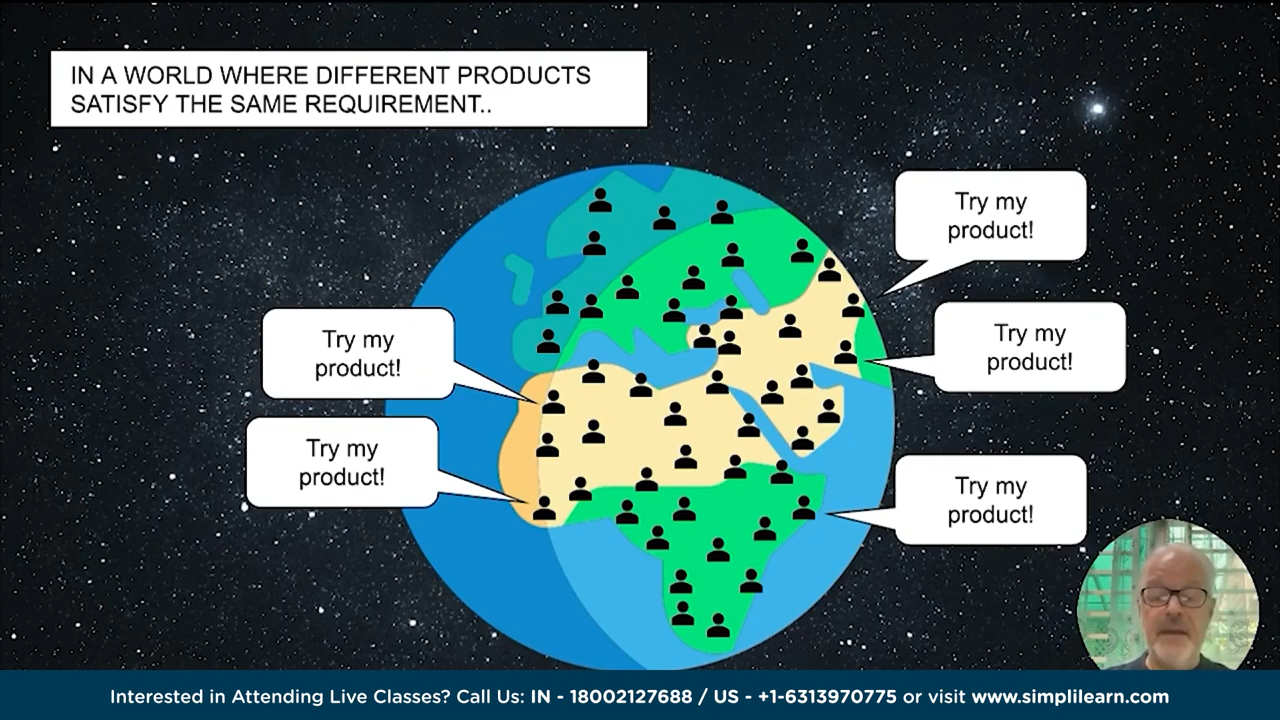 IN A WORLD WHERE DIFFERENT PRODUCTS
SATISFY THE SAME REQUIREMENT..
Try my
product!
Try my
product!
Try my
product!
Try my
product!
Try my
product!
Interested in Attending Live Classes? Call Us: IN - 18002127688 / US - +1-6313970775 or visit www.simplilearn.com